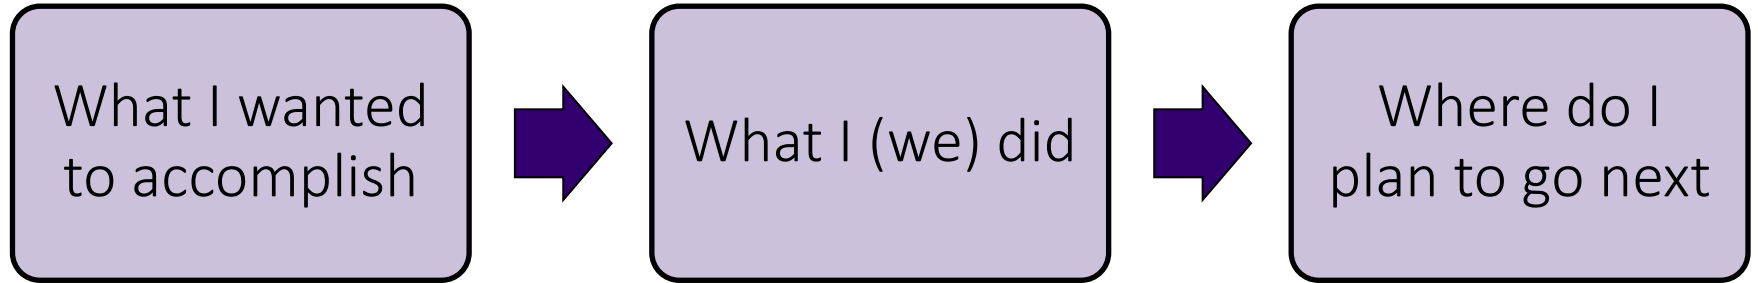 What I wanted
to accomplish
What I (we) did
Where do I
plan to go next